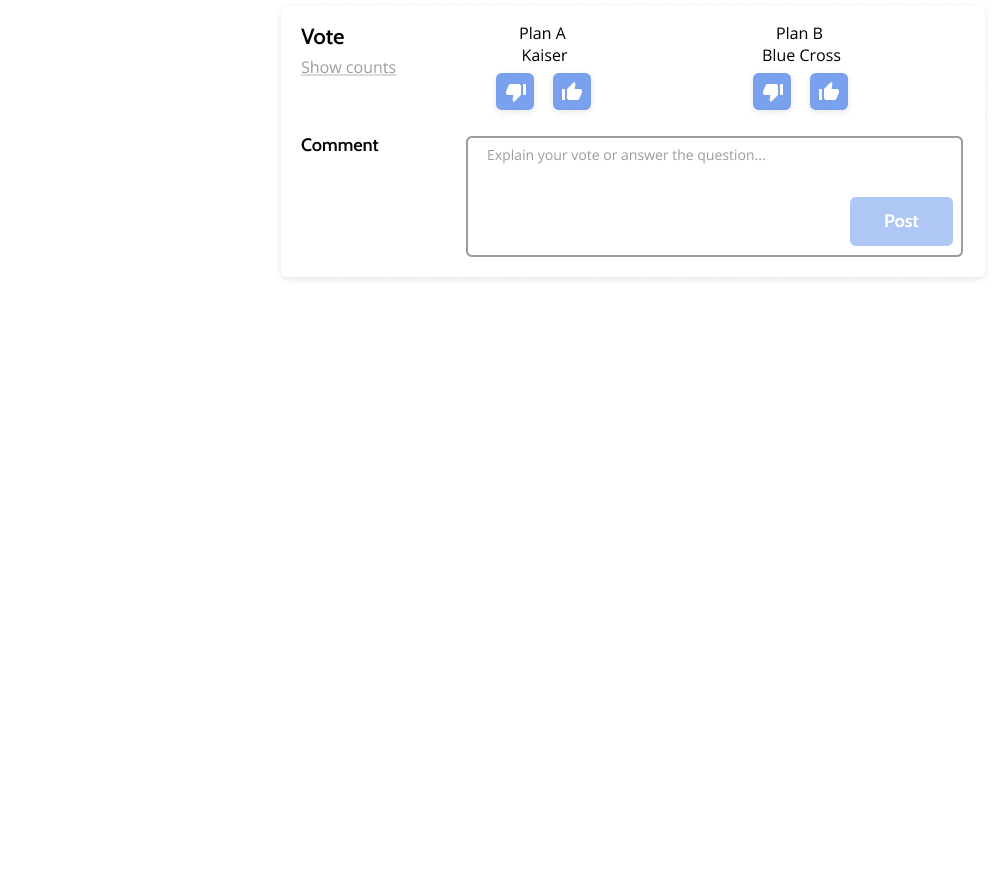 Vote
Show counts
Plan A
Kaiser
Plan B
Blue Cross
Comment
Explain your vote or answer the question...
Post